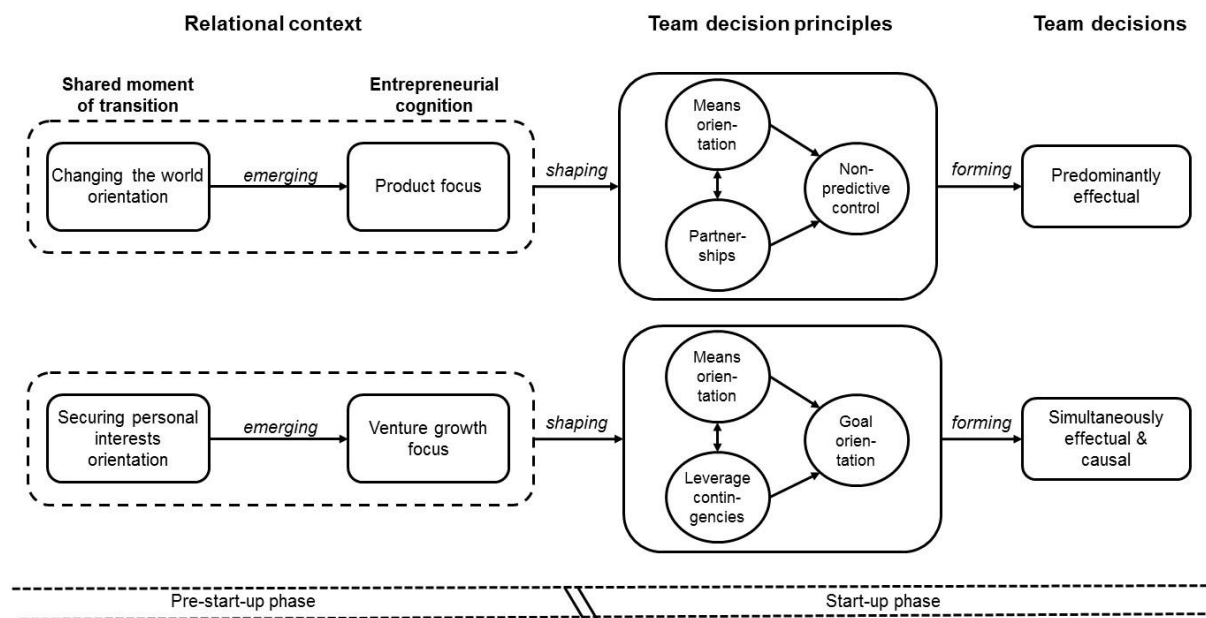 Relational context
Team decision principles
Team decisions
Shared moment
of transition
Entrepreneurial
cognition
Changing the world
orientation
emerging
Product focus
shaping
Means
orien-
tation
Partner-
ships
Non-
predictive
control
forming
Predominantly
effectual
Securing personal
interests
orientation
emerging
Venture growth
focus
shaping
Means
orien-
tation
Leverage
contin-
gencies
Goal
orien-
tation
forming
Simultaneously
effectual &
causal
Pre-start-up phase
Start-up phase